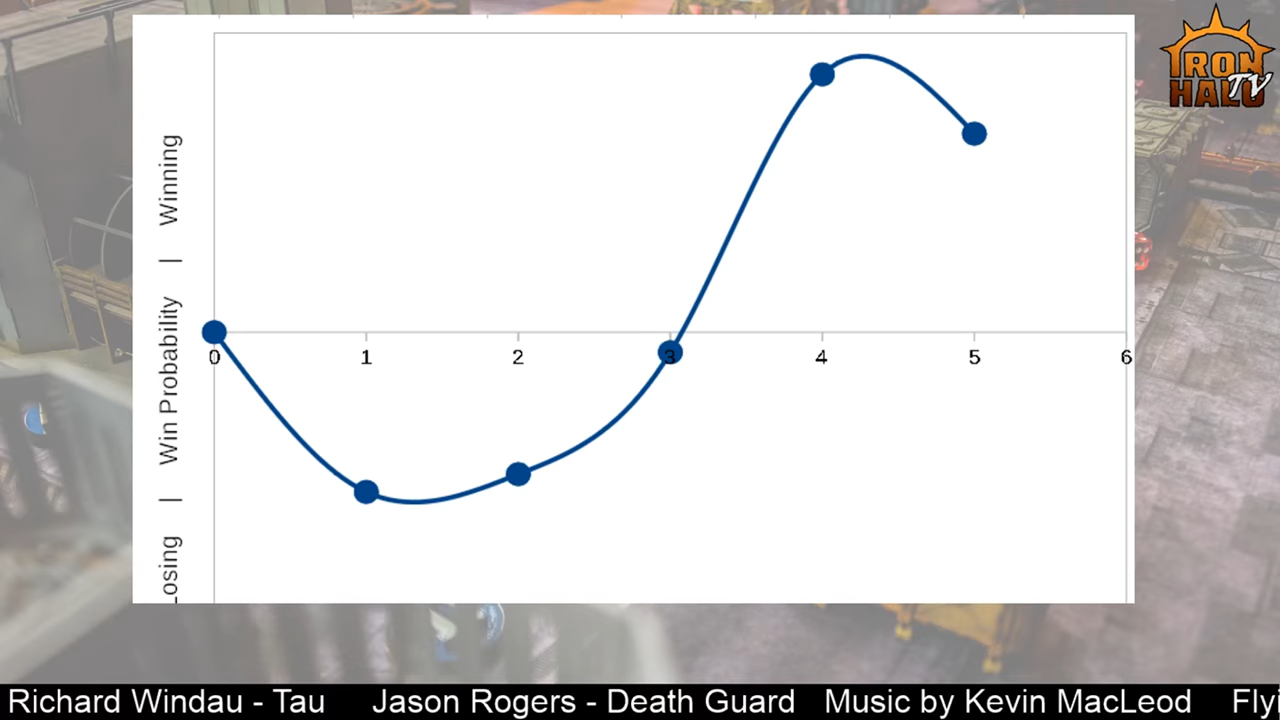 IRON
HALO
TV
Losing | Win Probability | Winning
0 1 2 3 4 5 6
Richard Windau - Tau Jason Rogers - Death Guard Music by Kevin MacLeod